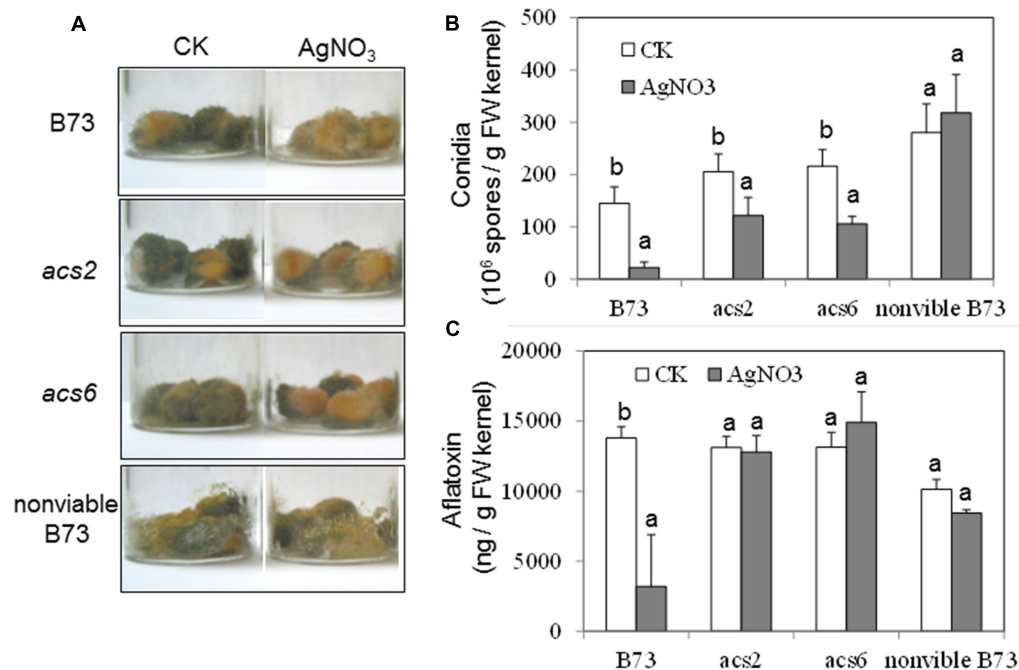 A
CK AgNO3
B73
acs2
acs6
nonviable
B73
B
Conidia
(10⁶ spores / g FW kernel)
500
400
300
200
100
0
CK
AgNO3
b a b a b a a a
B73 acs2 acs6 nonvible B73
C
Aflatoxin
(ng / g FW kernel)
20000
15000
10000
5000
0
CK AgNO3
b a a a a a a a
B73 acs2 acs6 nonvible B73